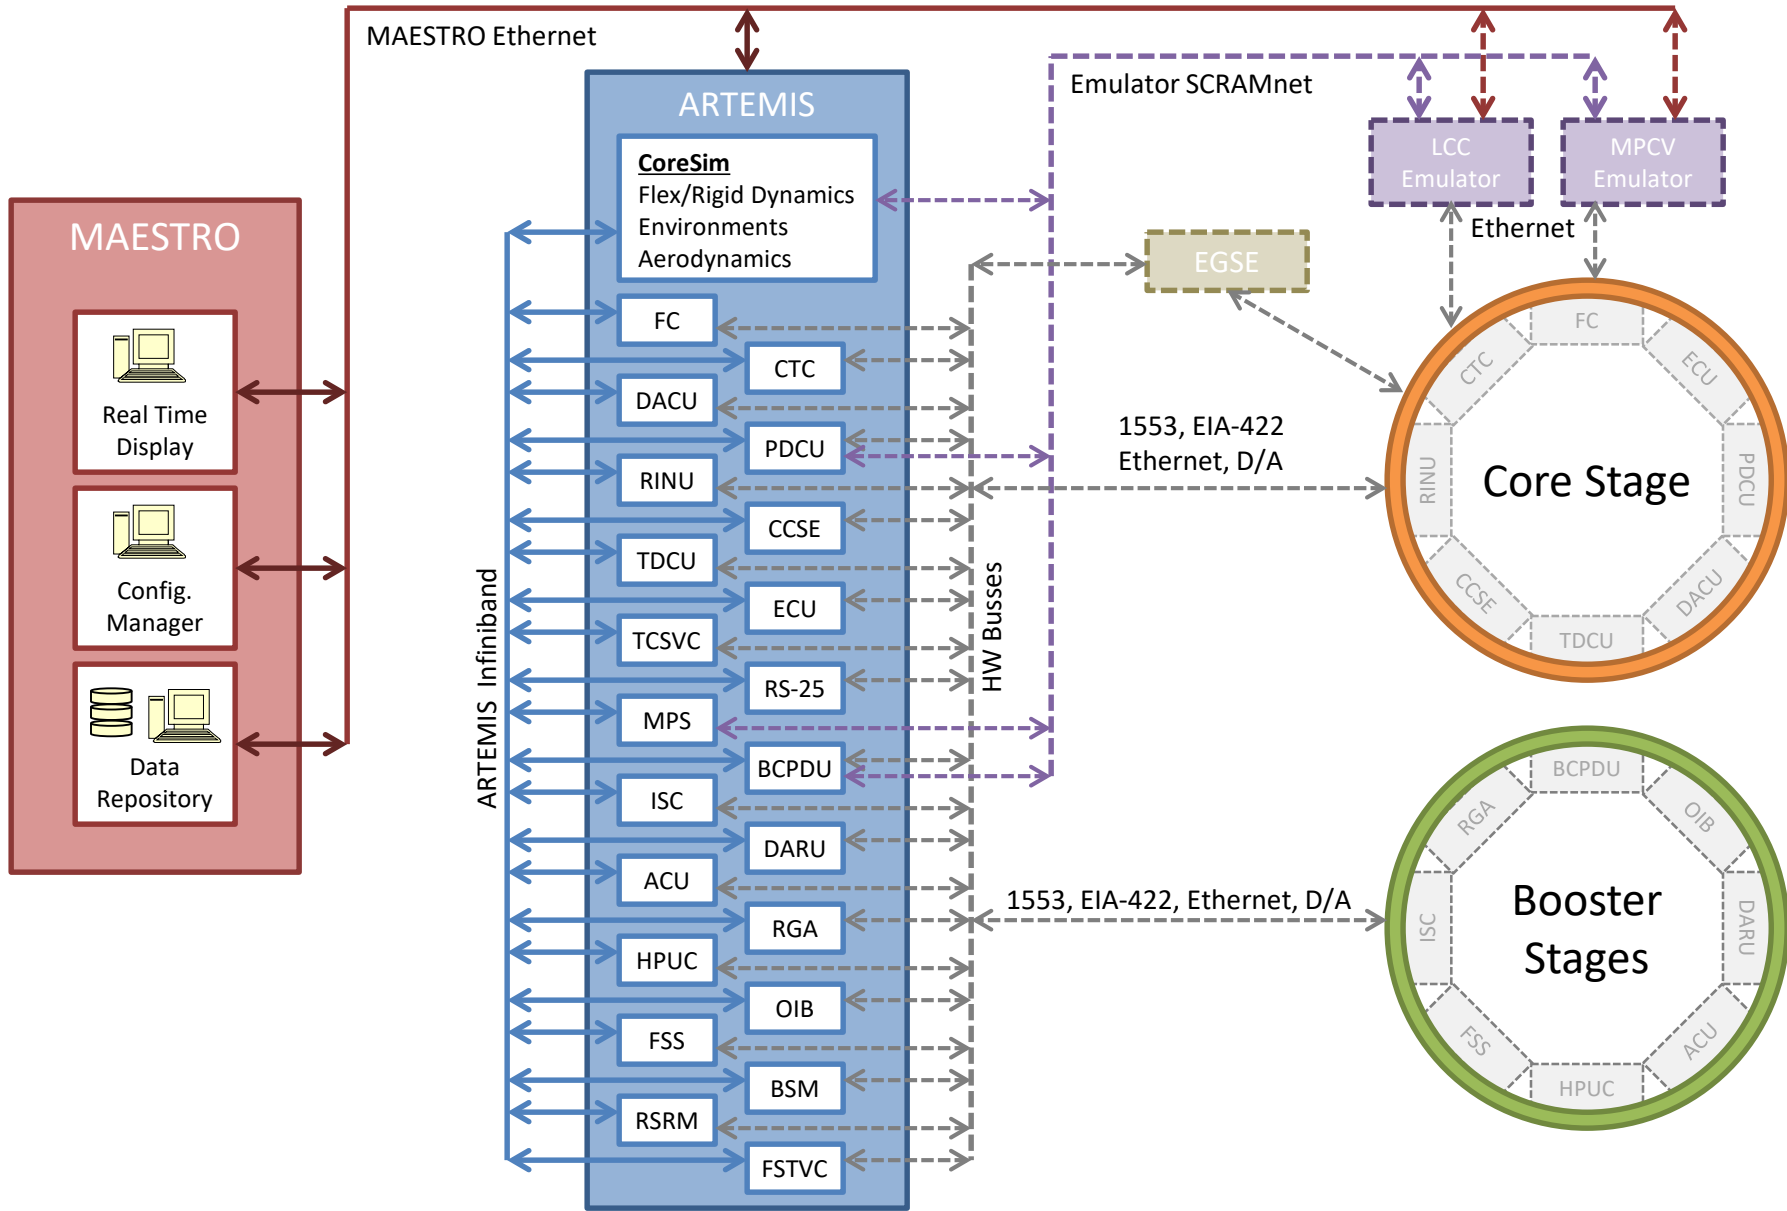 MAESTRO Ethernet
Emulator SCRAMnet
MAESTRO
Real Time
Display
Config.
Manager
Data
Repository
ARTEMIS Infiniband
ARTEMIS
CoreSim
Flex/Rigid Dynamics
Environments
Aerodynamics
FC
CTC
DACU
PDCU
RINU
CCSE
TDCU
ECU
TCSVC
RS-25
MPS
BCPDU
ISC
DARU
ACU
RGA
HPUC
OIB
FSS
BSM
RSRM
FSTVC
HW Busses
LCC
Emulator
MPCV
Emulator
Ethernet
EGSE
1553, EIA-422
Ethernet, D/A
1553, EIA-422, Ethernet, D/A
Core Stage
FC
ECU
PDCU
DACU
TDCU
CCSE
RINU
CTC
Booster
Stages
BCPDU
OIB
DARU
ACU
HPUC
FSS
ISC
RGA